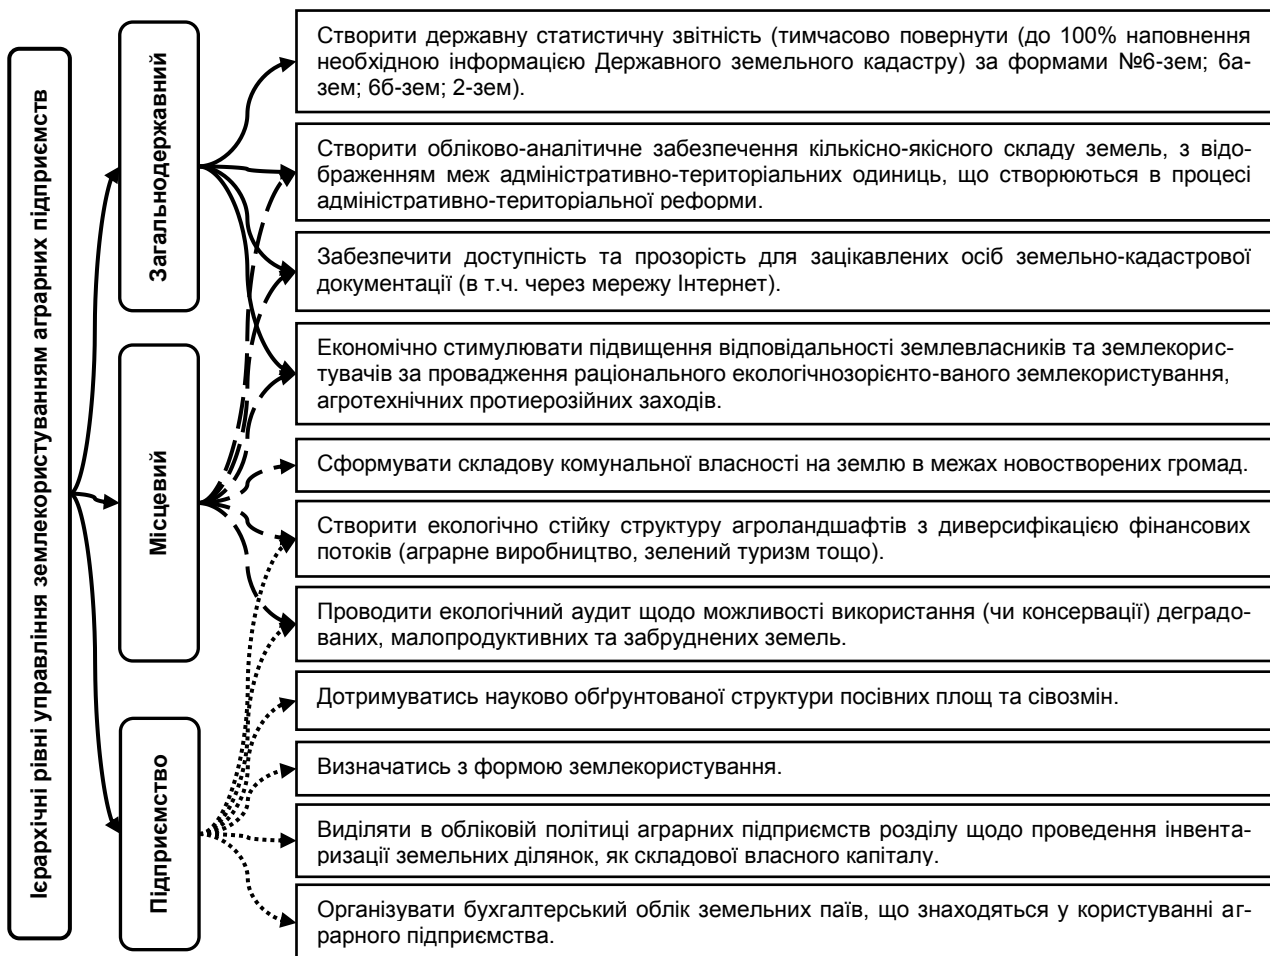 Ієрархічні рівні управління землекористуванням аграрних підприємств
Загальнодержавний
Місцевий
Підприємство
Створити державну статистичну звітність (тимчасово повернути (до 100% наповнення
необхідною інформацією Державного земельного кадастру) за формами №6-зем; 6а-
зем; 6б-зем; 2-зем).
Створити обліково-аналітичне забезпечення кількісно-якісного складу земель, з відо-
браженням меж адміністративно-територіальних одиниць, що створюються в процесі
адміністративно-територіальної реформи.
Забезпечити доступність та прозорість для зацікавлених осіб земельно-кадастрової
документації (в т.ч. через мережу Інтернет).
Економічно стимулювати підвищення відповідальності землевласників та землекорис-
тувачів за провадження раціонального екологічнозорієнто-ваного землекористування,
агротехнічних протиерозійних заходів.
Сформувати складову комунальної власності на землю в межах новостворених громад.
Створити екологічно стійку структуру агроландшафтів з диверсифікацією фінансових
потоків (аграрне виробництво, зелений туризм тощо).
Проводити екологічний аудит щодо можливості використання (чи консервації) деградо-
ваних, малопродуктивних та забруднених земель.
Дотримуватись науково обґрунтованої структури посівних площ та сівозмін.
Визначатись з формою землекористування.
Виділяти в обліковій політиці аграрних підприємств розділу щодо проведення інвента-
ризації земельних ділянок, як складової власного капіталу.
Організувати бухгалтерський облік земельних паїв, що знаходяться у користуванні аг-
рарного підприємства.